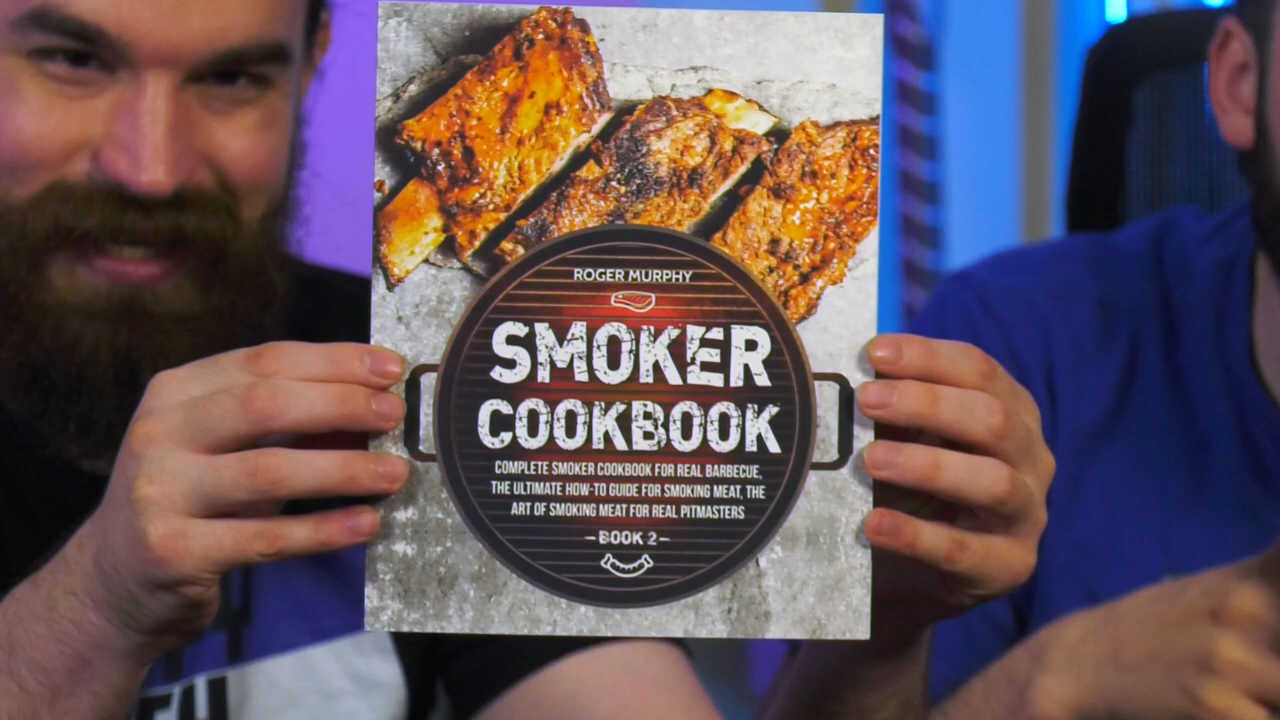 ROGER MURPHY
SMOKER
COOKBOOK
COMPLETE SMOKER COOKBOOK FOR REAL BARBECUE,
THE ULTIMATE HOW-TO GUIDE FOR SMOKING MEAT, THE
ART OF SMOKING MEAT FOR REAL PITMASTERS
–BOOK 2–